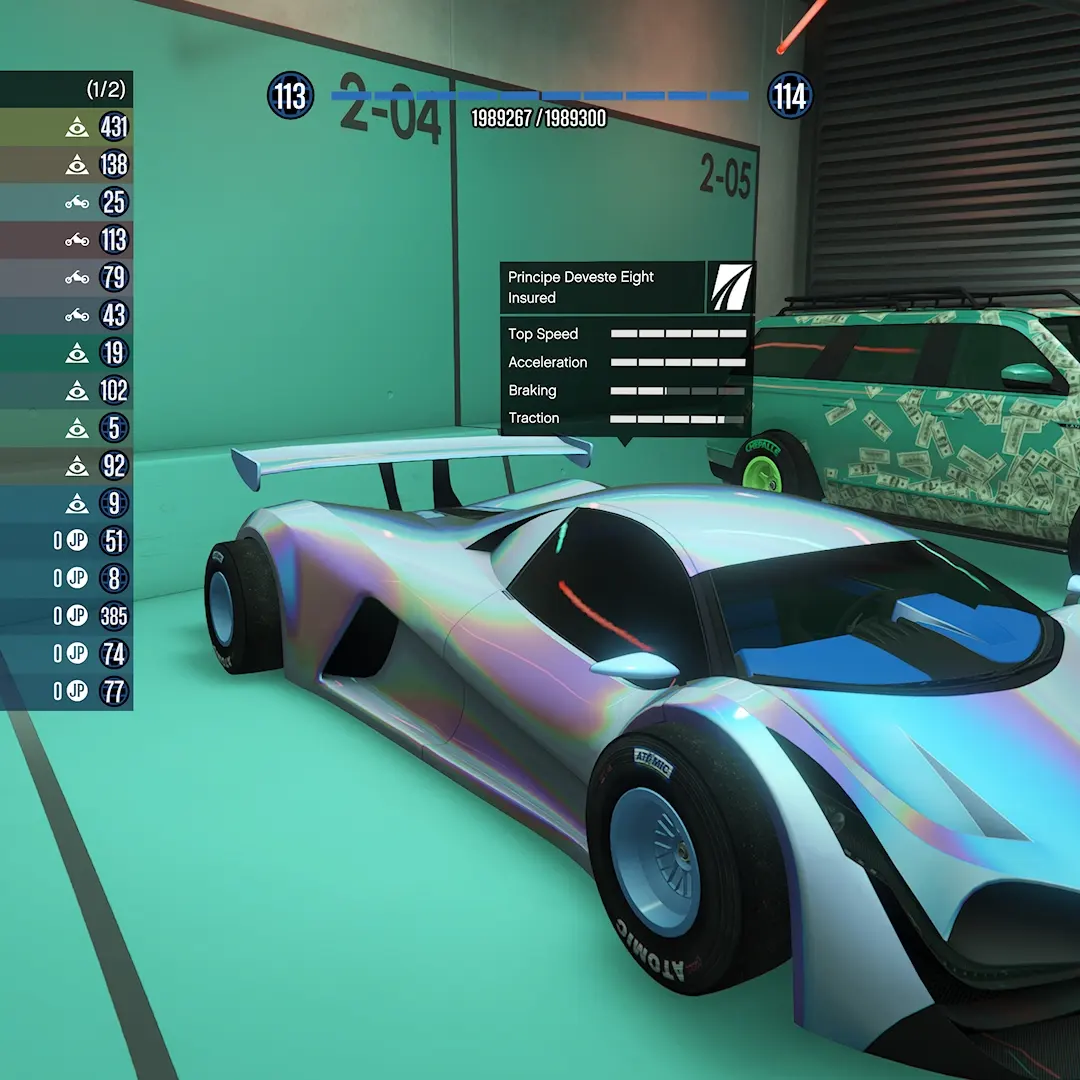 (1/2)
431
138
25
113
79
43
19
102
5
92
9
0 JP 51
0 JP 8
0 JP 385
0 JP 74
0 JP 77
113
114
1989267/1989300
2-04
2-05
Principe Deveste Eight
Insured
Top Speed
Acceleration
Braking
Traction
ATOMIC
ATOMIC